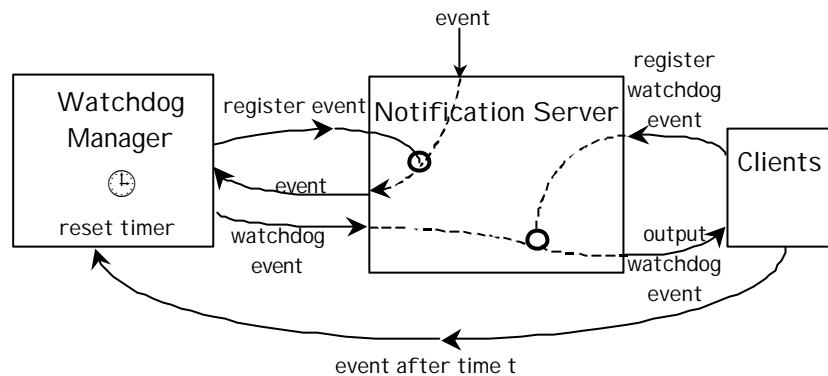 event
Watchdog
Manager
reset timer
register event
event
watchdog
event
Notification Server
register
watchdog
event
Clients
output
watchdog
event
event after time t